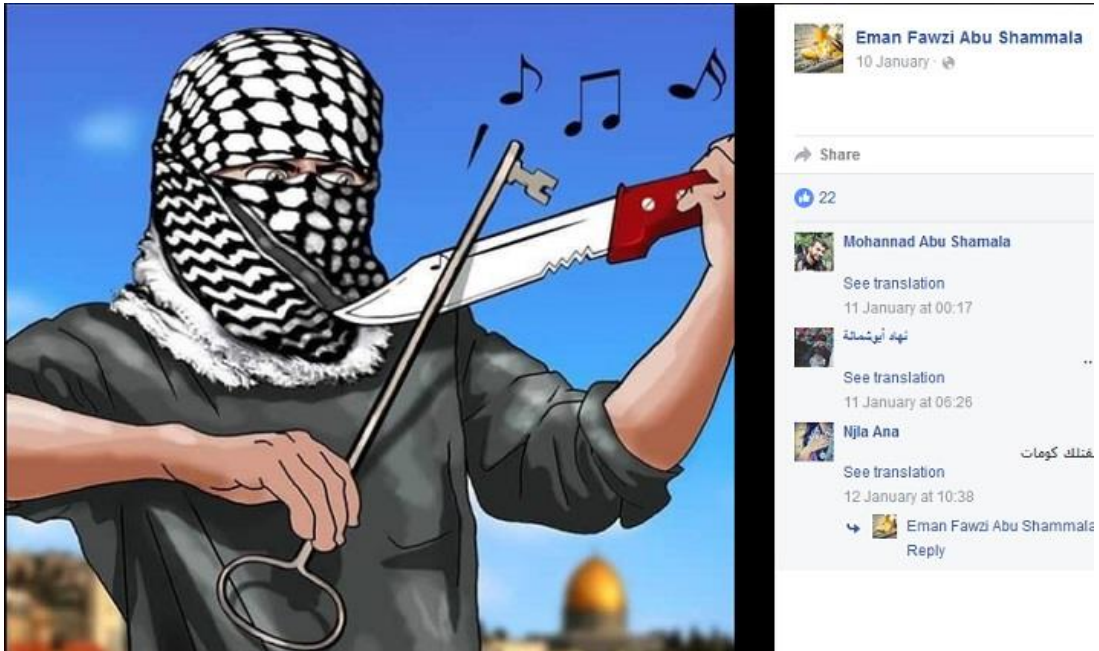 Eman Fawzi Abu Shammala
10 January
Share
22
Mohannad Abu Shamala
See translation
11 January at 00:17
نهاد أبوشمالة
..
See translation
11 January at 06:26
Njla Ana
كومات
See translation
12 January at 10:38
Eman Fawzi Abu Shammala
Reply